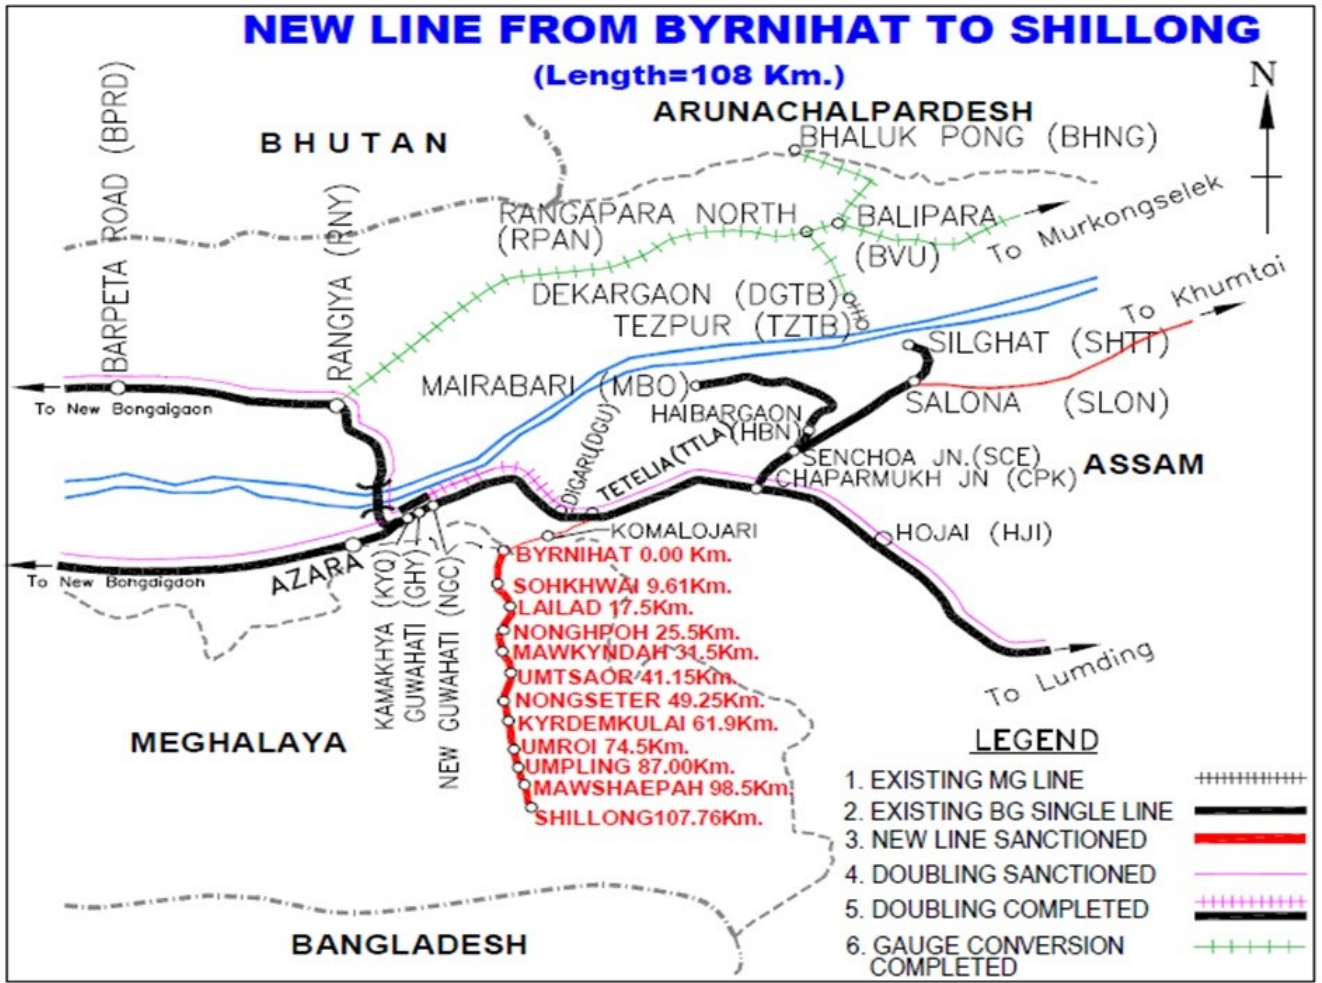 NEW LINE FROM BYRNIHAT TO SHILLONG
(Length=108 Km.)
N
ARUNACHALPARDESH
BHUTAN
BHALUK PONG (BHNG)
BARPETA ROAD (BPRD)
RANGIYA (RNY)
RANGAPARA NORTH
(RPAN)
BALIPARA
(BVU)
To Murkongselek
DEKARGAON (DGTB)
TEZPUR (TZTB)
To Khumtai
SILGHAT (SHTT)
MAIRABARI (MBO)
SALONA (SLON)
HAIBARGAON
(HBN)
To New Bongaigaon
DIGARU(DGU)
TETELIA(TTLA)
SENCHOA JN.(SCE)
CHAPARMUKH JN (CPK)
ASSAM
HOJAI (HJI)
KOMALOJARI
To New Bongaigaon
AZARA
KAMAKHYA (KYQ)
GUWAHATI (GHY)
NEW GUWAHATI (NGC)
BYRNIHAT 0.00 Km.
SOHKHWAI 9.61Km.
LAILAD 17.5Km.
NONGHPOH 25.5Km.
MAWKYNDAH 31.5Km.
UMTSAOR 41.15Km.
NONGSETER 49.25Km.
KYRDEMKULAI 61.9Km.
UMROI 74.5Km.
UMPLING 87.00Km.
MAWSHAEPAH 98.5Km.
SHILLONG107.76Km.
To Lumding
MEGHALAYA
BANGLADESH
LEGEND
1. EXISTING MG LINE
2. EXISTING BG SINGLE LINE
3. NEW LINE SANCTIONED
4. DOUBLING SANCTIONED
5. DOUBLING COMPLETED
6. GAUGE CONVERSION
COMPLETED